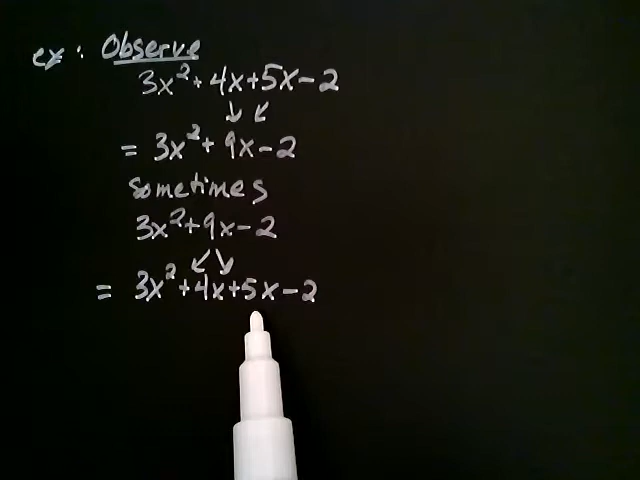 ex: Observe
3x² + 4x + 5x - 2
↘ ↙
= 3x² + 9x - 2
sometimes
3x² + 9x - 2
↙ ↘
= 3x² + 4x + 5x - 2